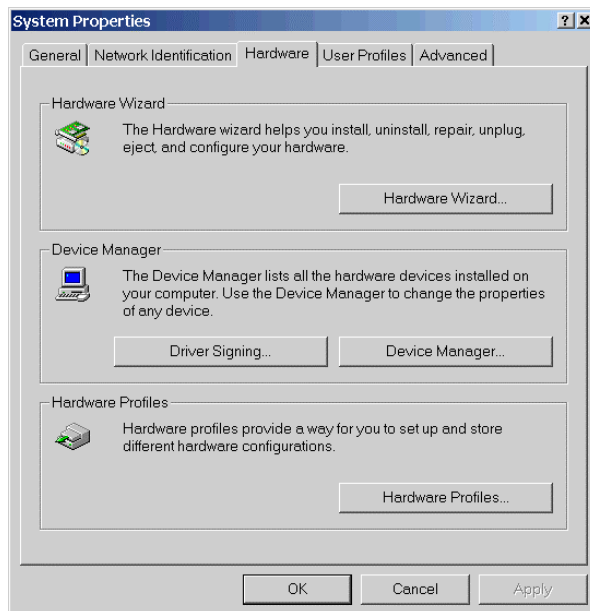 System Properties
General
Network Identification
Hardware
User Profiles
Advanced
Hardware Wizard
The Hardware wizard helps you install, uninstall, repair, unplug,
eject, and configure your hardware.
Hardware Wizard...
Device Manager
The Device Manager lists all the hardware devices installed on
your computer. Use the Device Manager to change the properties
of any device.
Driver Signing...
Device Manager...
Hardware Profiles
Hardware profiles provide a way for you to set up and store
different hardware configurations.
Hardware Profiles...
OK
Cancel
Apply